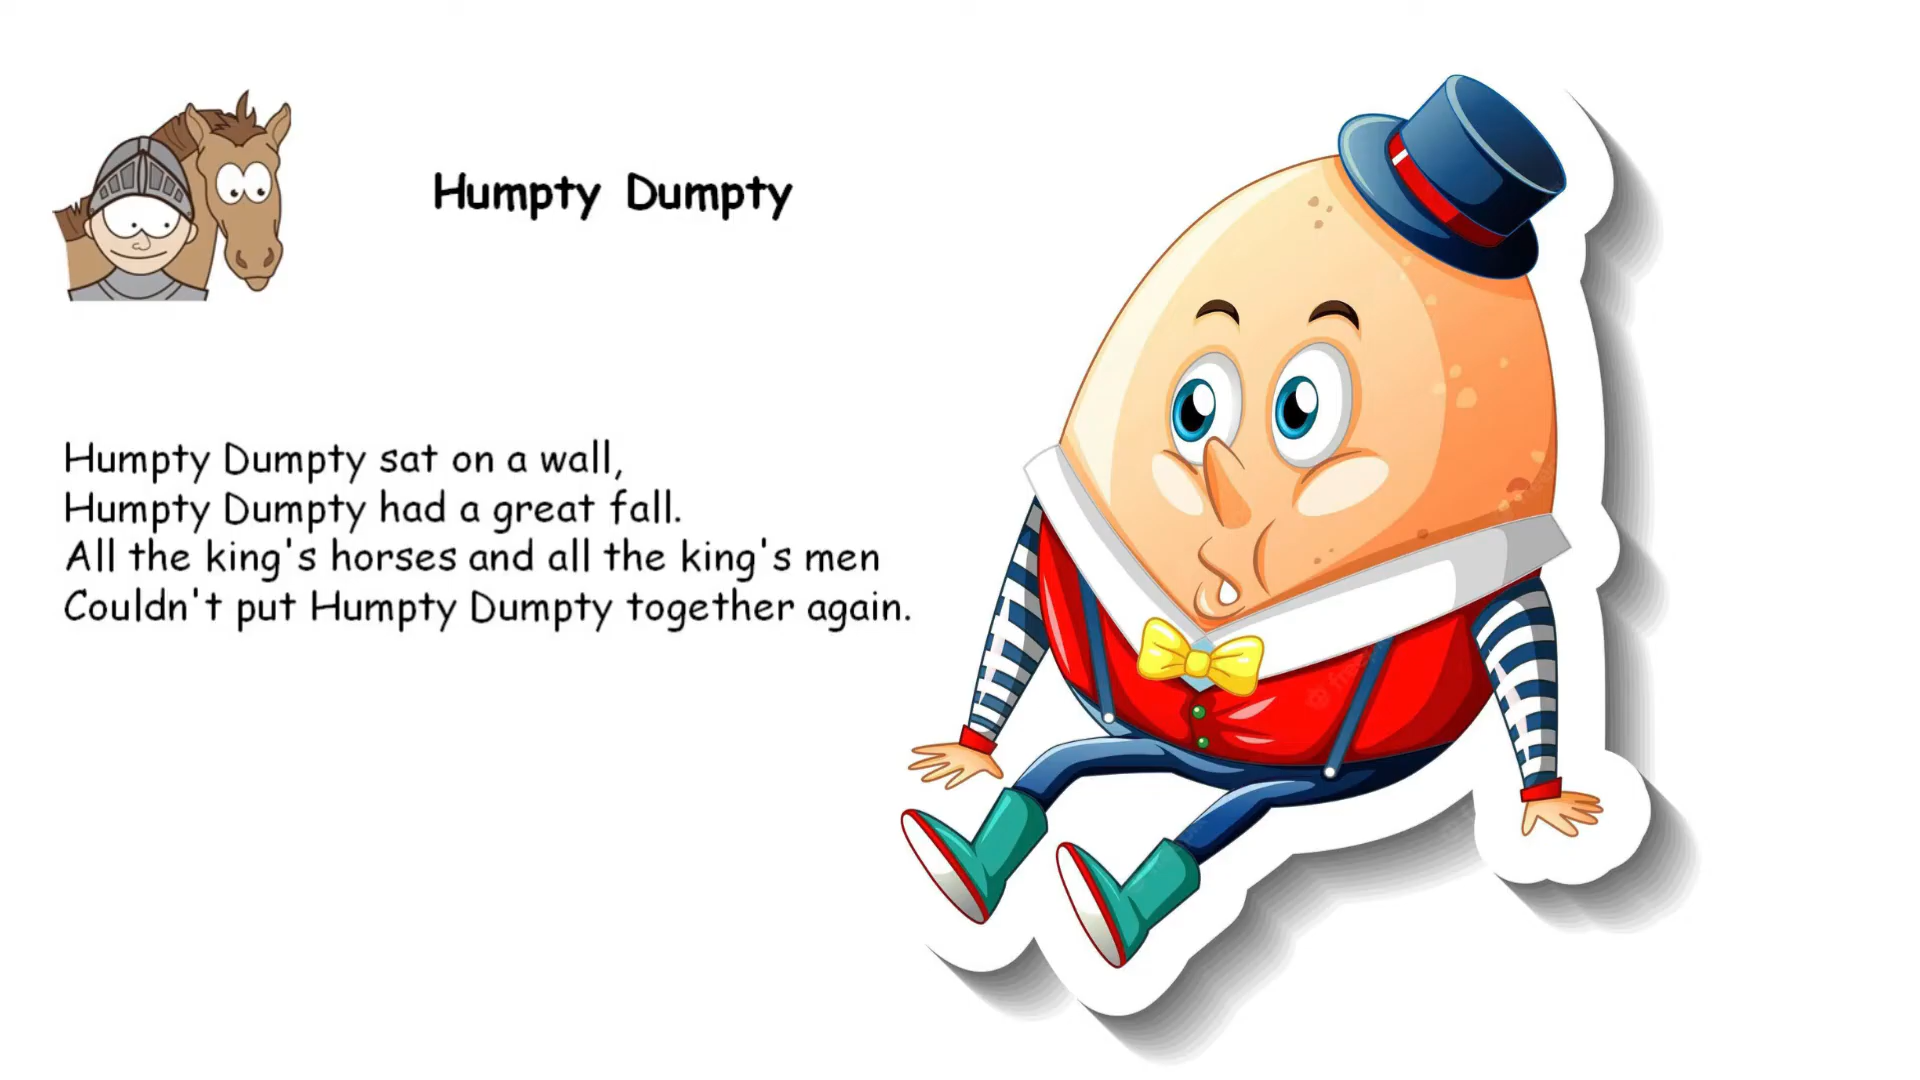 Humpty Dumpty
Humpty Dumpty sat on a wall,
Humpty Dumpty had a great fall.
All the king's horses and all the king's men
Couldn't put Humpty Dumpty together again.